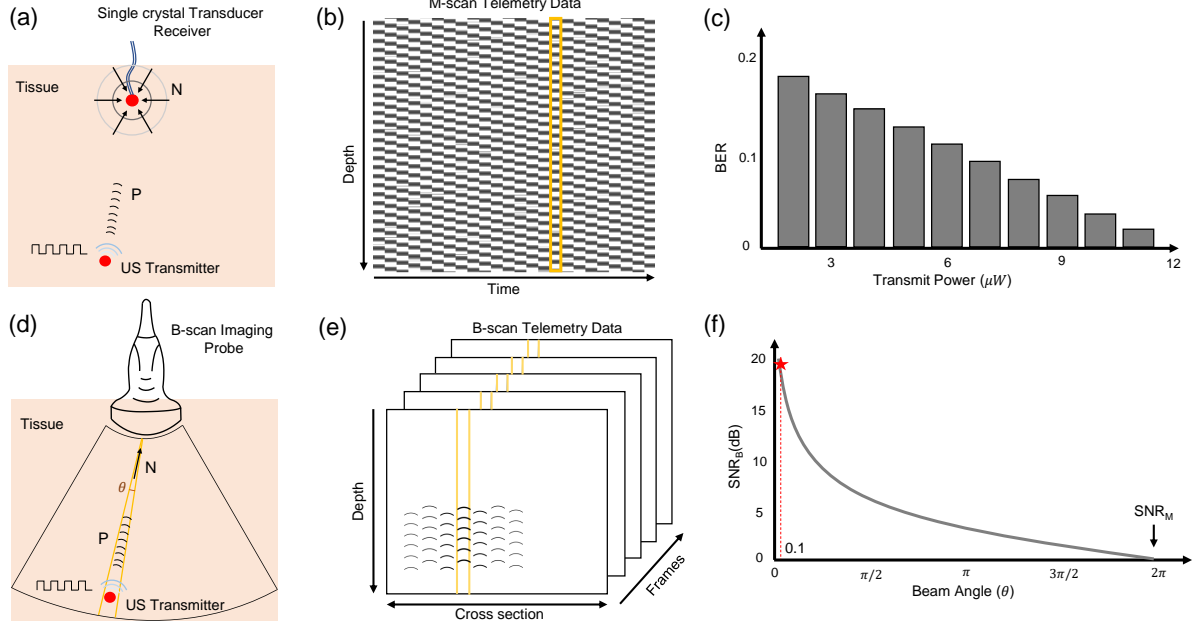 (a)
Single crystal Transducer
Receiver
Tissue
N
P
US Transmitter
(b)
M-scan Telemetry Data
Depth
Time
(c)
0.2
0.1
0
BER
3
6
9
12
Transmit Power (μW)
(d)
B-scan Imaging
Probe
Tissue
N
θ
P
US Transmitter
(e)
B-scan Telemetry Data
Depth
Cross section
Frames
(f)
20
15
10
5
0
SNR_B(dB)
SNR_M
0.1
0
π/2
π
3π/2
2π
Beam Angle (θ)